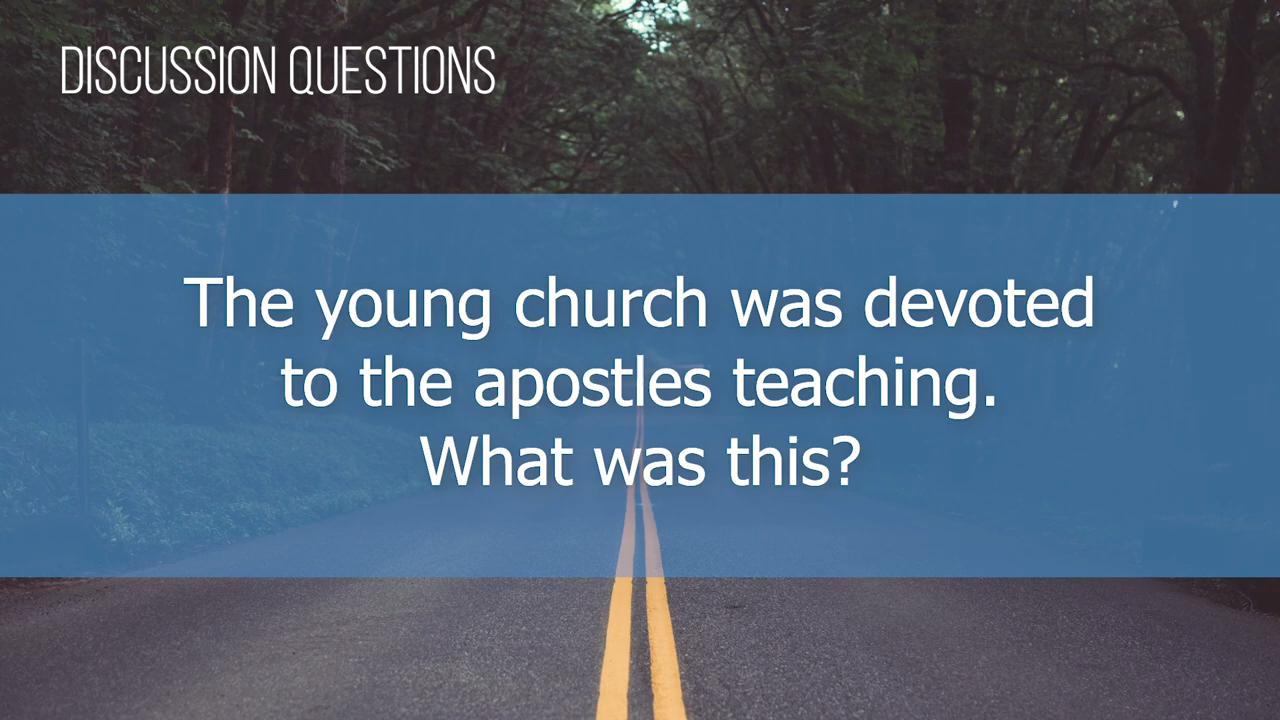 DISCUSSION QUESTIONS
The young church was devoted
to the apostles teaching.
What was this?